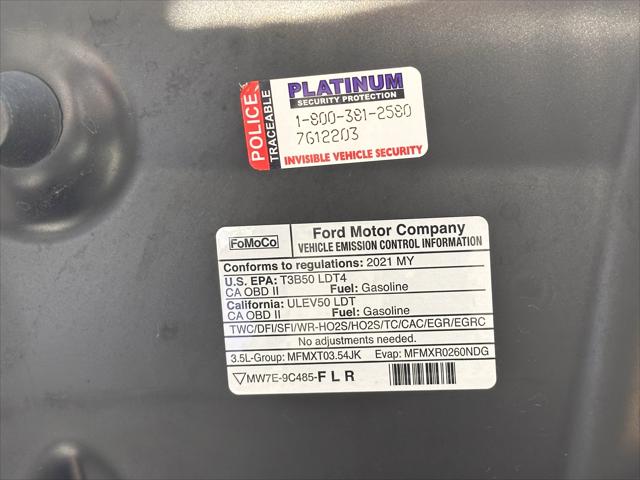 POLICE
TRACEABLE
PLATINUM
SECURITY PROTECTION
1-800-381-2580
7612203
INVISIBLE VEHICLE SECURITY
FoMoCo
Ford Motor Company
VEHICLE EMISSION CONTROL INFORMATION
Conforms to regulations: 2021 MY
U.S. EPA: T3B50 LDT4
CA OBD II Fuel: Gasoline
California: ULEV50 LDT
CA OBD II Fuel: Gasoline
TWC/DFI/SFI/WR-HO2S/HO2S/TC/CAC/EGR/EGRC
No adjustments needed.
3.5L-Group: MFMXT03.54JK Evap: MFMXR0260NDG
MW7E-9C485-F L R